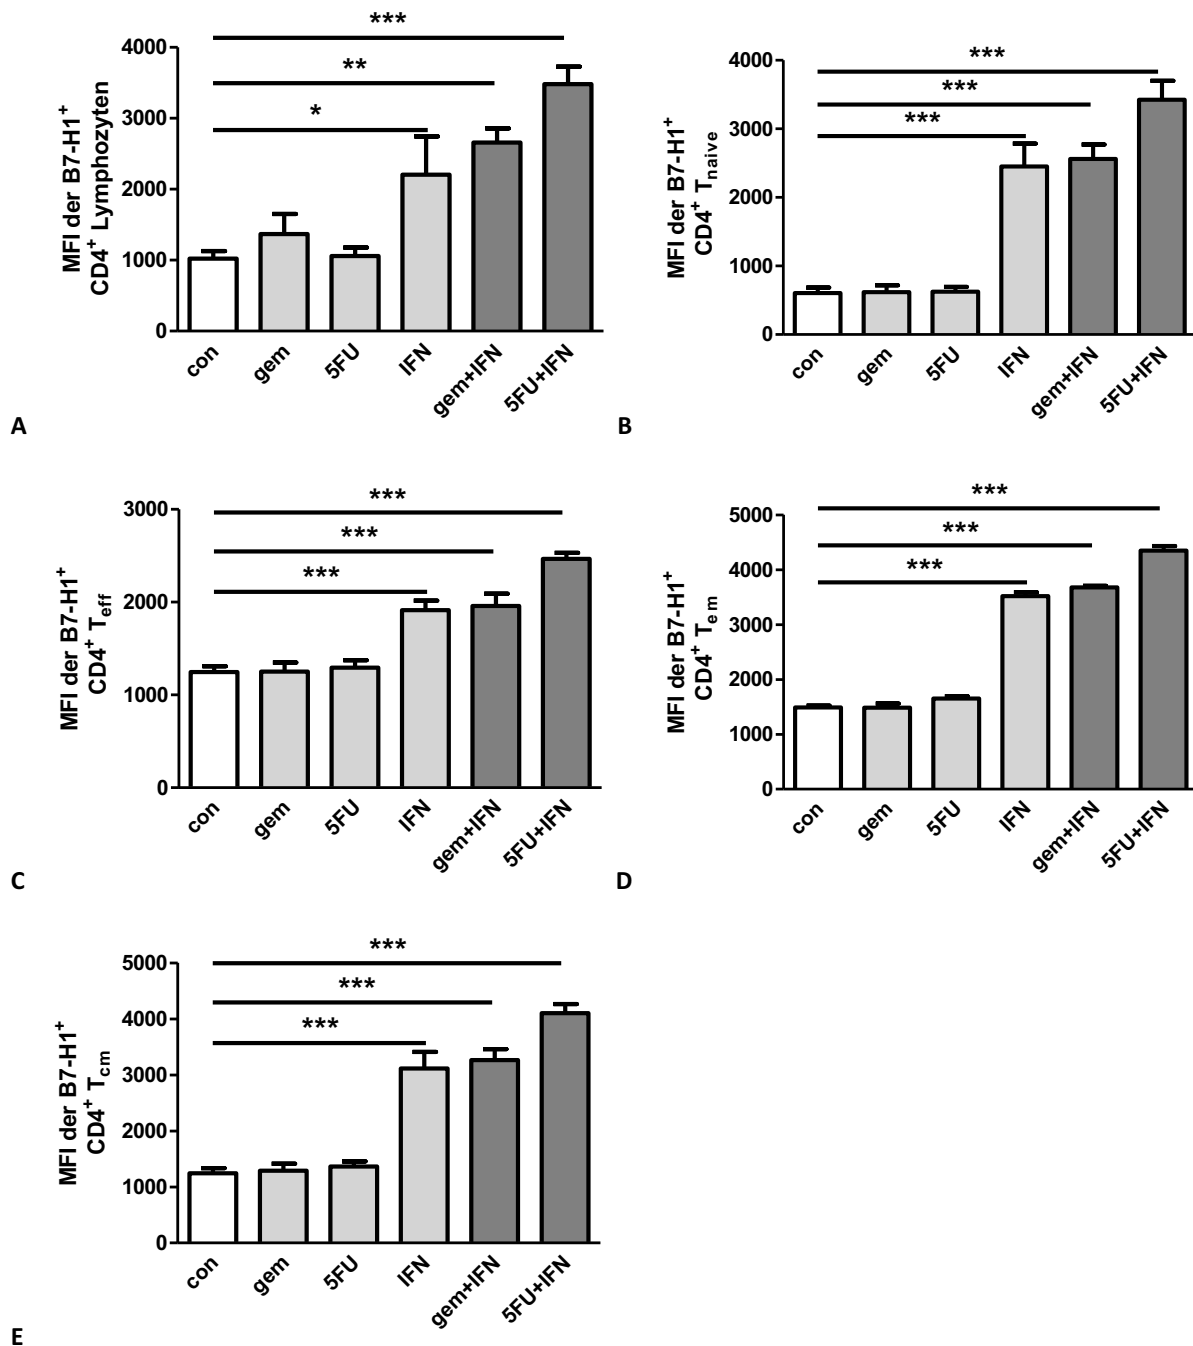 ***
**
*
4000
3000
2000
1000
0
MFI der B7-H1+
CD4+ Lymphozyten
con
gem
5FU
IFN
gem+IFN
5FU+IFN
A
***
***
***
4000
3000
2000
1000
0
MFI der B7-H1+
CD4+ Tnaive
con
gem
5FU
IFN
gem+IFN
5FU+IFN
B
***
***
***
3000
2000
1000
0
MFI der B7-H1+
CD4+ Teff
con
gem
5FU
IFN
gem+IFN
5FU+IFN
C
***
***
***
5000
4000
3000
2000
1000
0
MFI der B7-H1+
CD4+ Tem
con
gem
5FU
IFN
gem+IFN
5FU+IFN
D
***
***
***
5000
4000
3000
2000
1000
0
MFI der B7-H1+
CD4+ Tcm
con
gem
5FU
IFN
gem+IFN
5FU+IFN
E